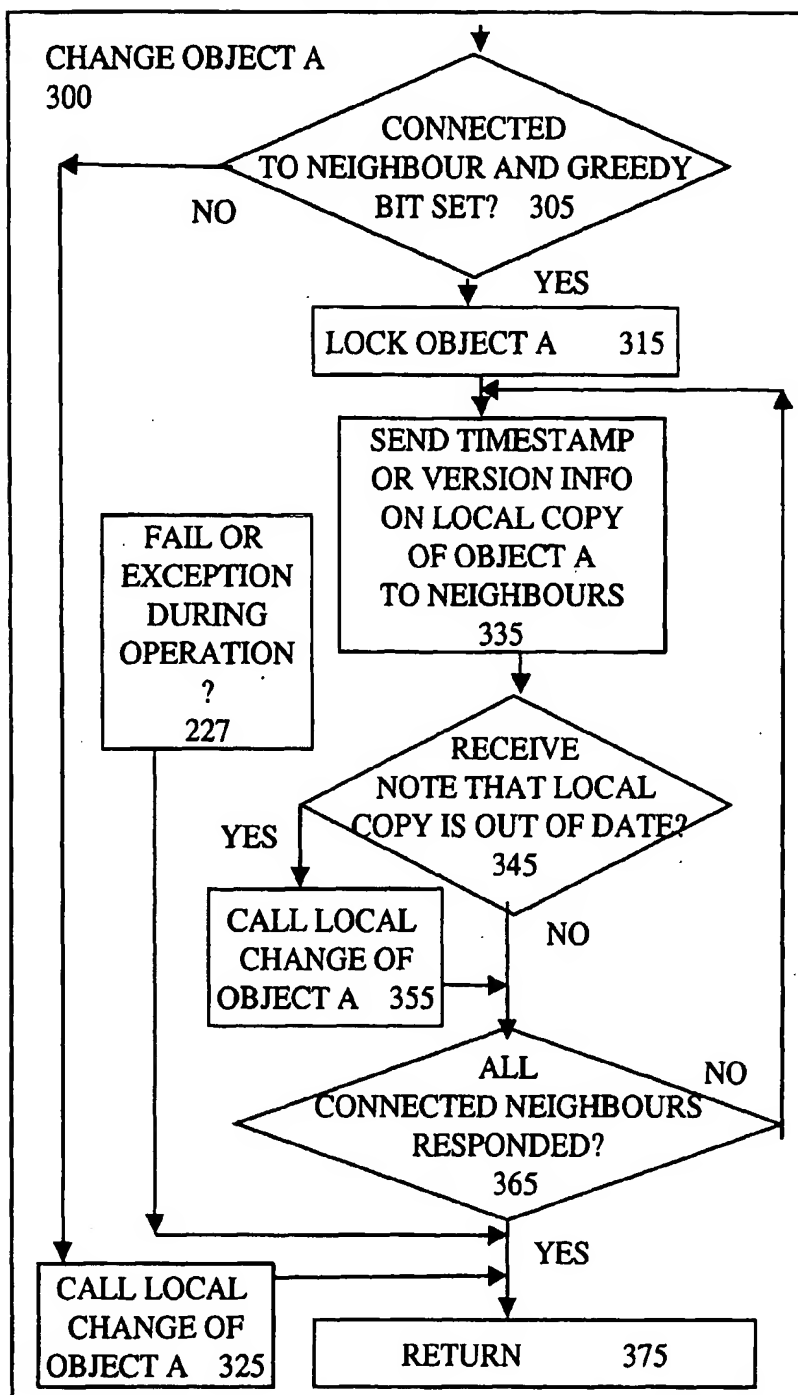 CHANGE OBJECT A
300
CONNECTED
TO NEIGHBOUR AND GREEDY
BIT SET? 305
NO
YES
LOCK OBJECT A 315
SEND TIMESTAMP
OR VERSION INFO
ON LOCAL COPY
OF OBJECT A
TO NEIGHBOURS
335
FAIL OR
EXCEPTION
DURING
OPERATION
?
227
RECEIVE
NOTE THAT LOCAL
COPY IS OUT OF DATE?
345
YES
NO
CALL LOCAL
CHANGE OF
OBJECT A 355
ALL
CONNECTED NEIGHBOURS
RESPONDED?
365
NO
YES
CALL LOCAL
CHANGE OF
OBJECT A 325
RETURN 375